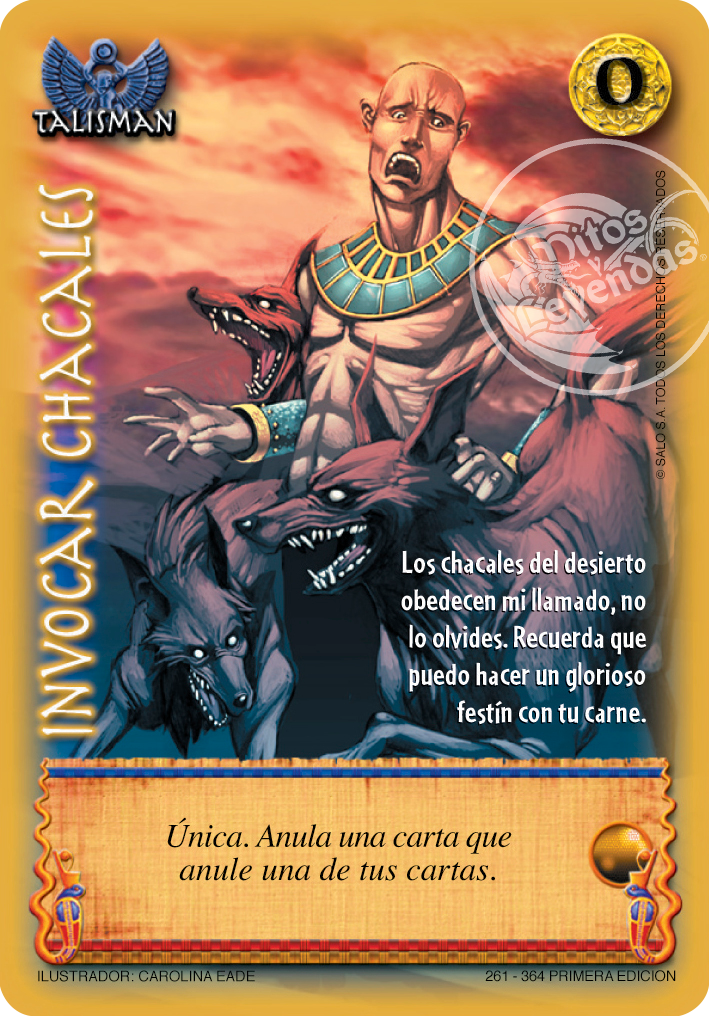 TALISMAN
0
INVOCAR CHACALES
Mitos
y
Leyendas®
© SALO S.A. TODOS LOS DERECHOS RESERVADOS
Los chacales del desierto
obedecen mi llamado, no
lo olvides. Recuerda que
puedo hacer un glorioso
festín con tu carne.
Única. Anula una carta que
anule una de tus cartas.
ILUSTRADOR: CAROLINA EADE
261 - 364 PRIMERA EDICION